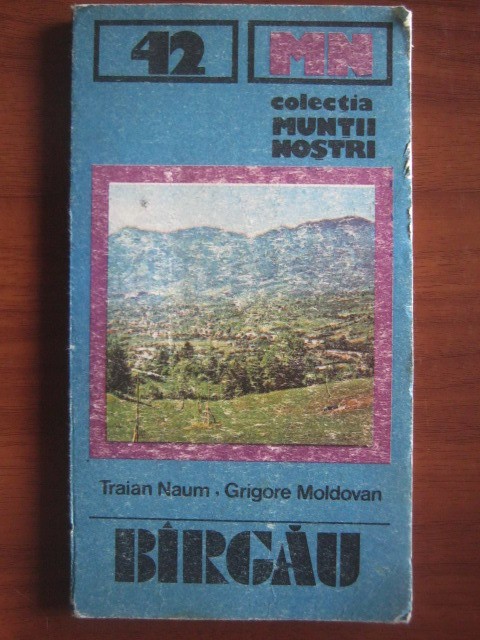 42 MN
colecția
MUNȚII
NOȘTRI
Traian Naum · Grigore Moldovan
BÎRGĂU